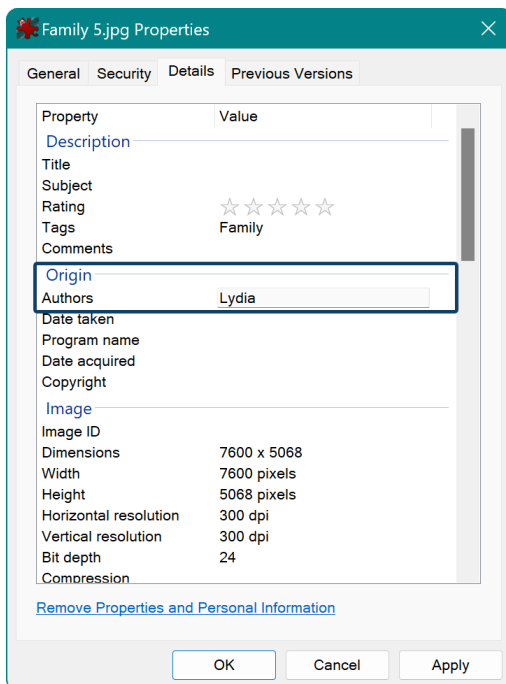 Family 5.jpg Properties
General Security Details Previous Versions
Property Value
Description
Title
Subject
Rating
Tags Family
Comments
Origin
Authors Lydia
Date taken
Program name
Date acquired
Copyright
Image
Image ID
Dimensions 7600 x 5068
Width 7600 pixels
Height 5068 pixels
Horizontal resolution 300 dpi
Vertical resolution 300 dpi
Bit depth 24
Compression
Remove Properties and Personal Information
OK Cancel Apply